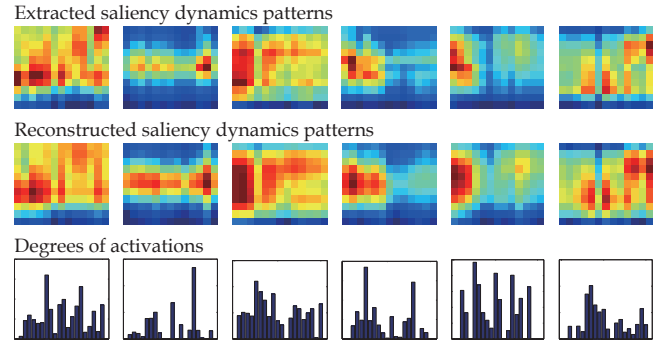 Extracted saliency dynamics patterns
Reconstructed saliency dynamics patterns
Degrees of activations